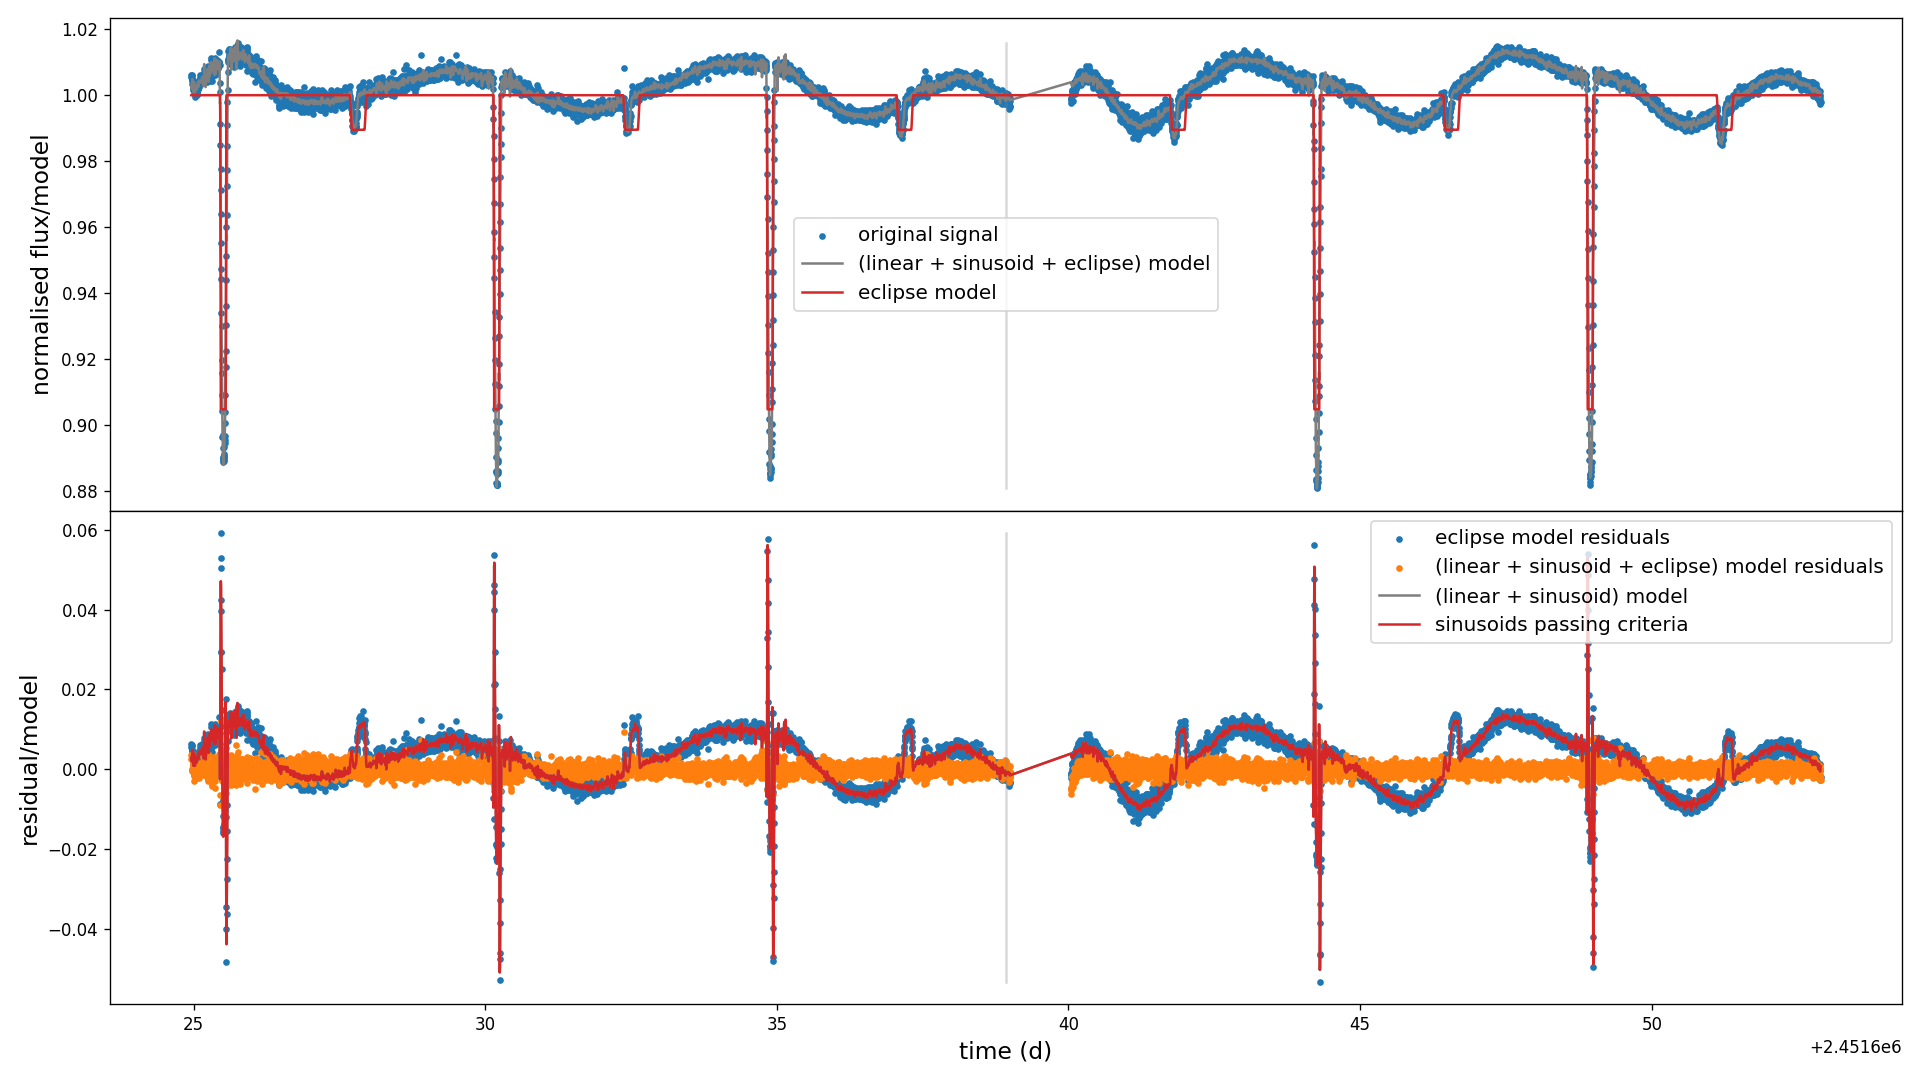 1.02
1.00
0.98
0.96
0.94
0.92
0.90
0.88
normalised flux/model
original signal
(linear + sinusoid + eclipse) model
eclipse model
0.06
0.04
0.02
0.00
−0.02
−0.04
residual/model
eclipse model residuals
(linear + sinusoid + eclipse) model residuals
(linear + sinusoid) model
sinusoids passing criteria
25 30 35 40 45 50
time (d)
+2.4516e6